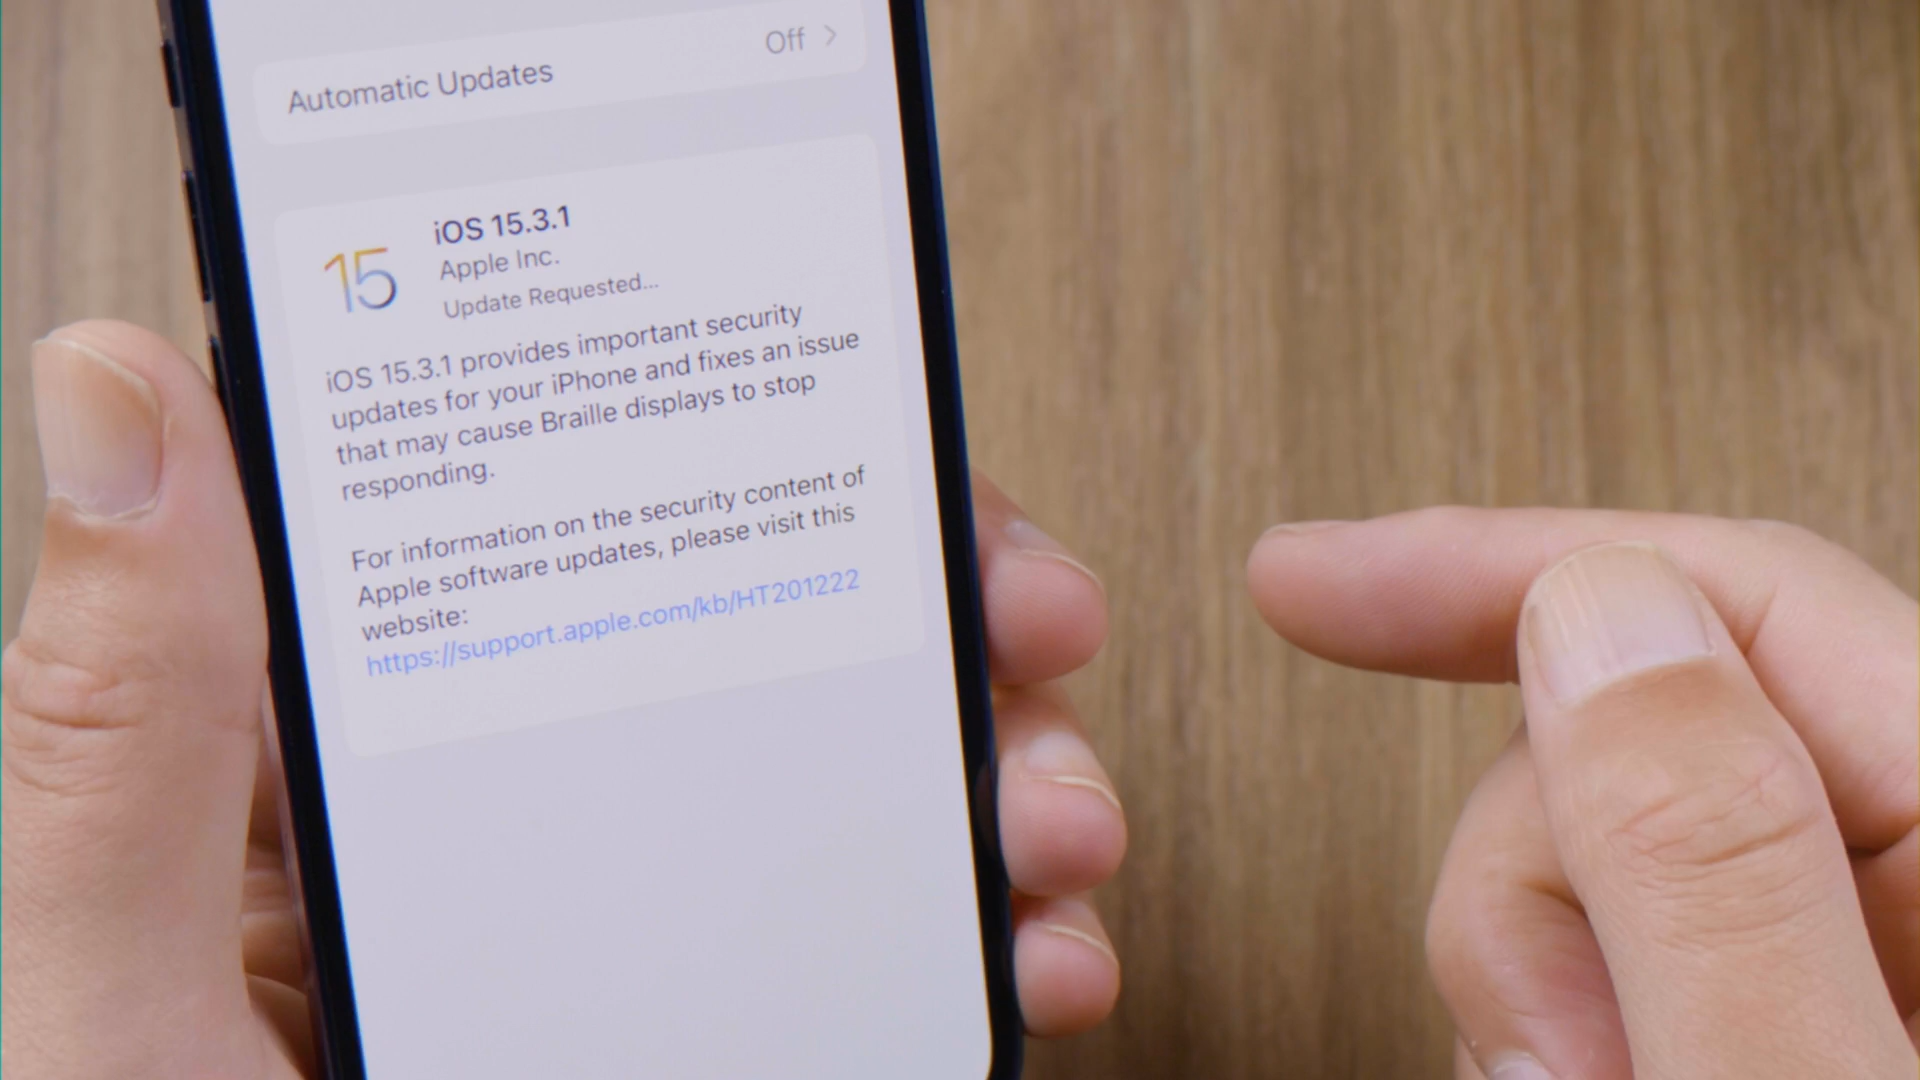 Automatic Updates Off
15
iOS 15.3.1
Apple Inc.
Update Requested...
iOS 15.3.1 provides important security
updates for your iPhone and fixes an issue
that may cause Braille displays to stop
responding.
For information on the security content of
Apple software updates, please visit this
website:
https://support.apple.com/kb/HT201222